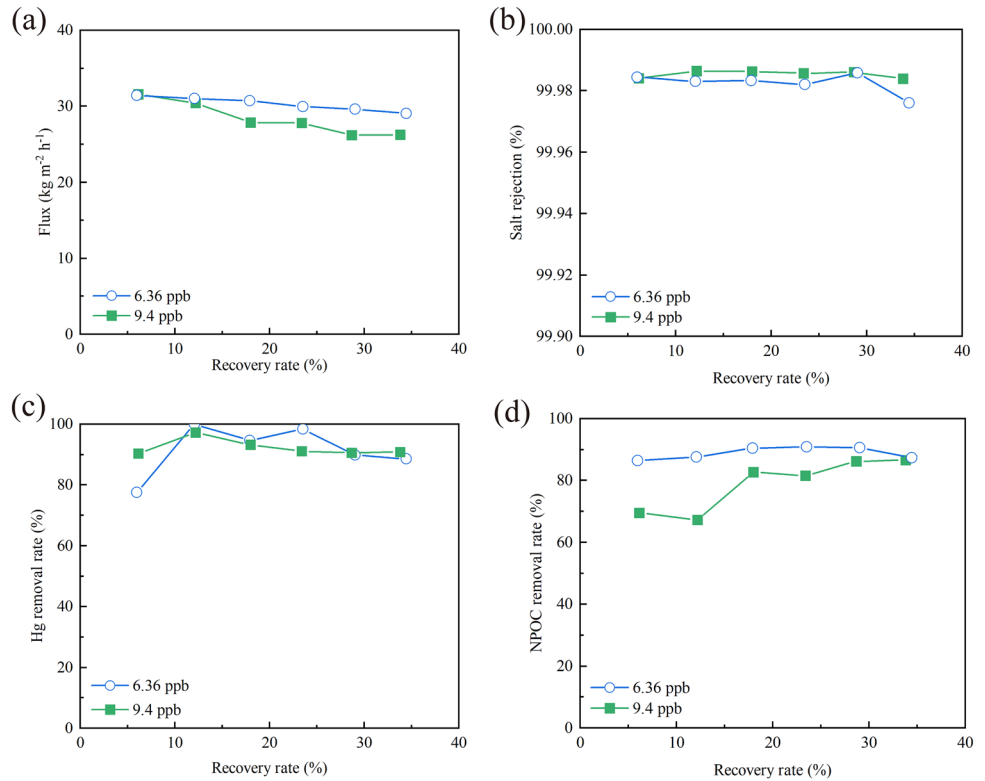 (a)
40
30
20
10
0
Flux (kg m⁻² h⁻¹)
6.36 ppb
9.4 ppb
0 10 20 30 40
Recovery rate (%)
(b)
100.00
99.98
99.96
99.94
99.92
99.90
Salt rejection (%)
6.36 ppb
9.4 ppb
0 10 20 30 40
Recovery rate (%)
(c)
100
80
60
40
20
0
Hg removal rate (%)
6.36 ppb
9.4 ppb
0 10 20 30 40
Recovery rate (%)
(d)
100
80
60
40
20
0
NPOC removal rate (%)
6.36 ppb
9.4 ppb
0 10 20 30 40
Recovery rate (%)